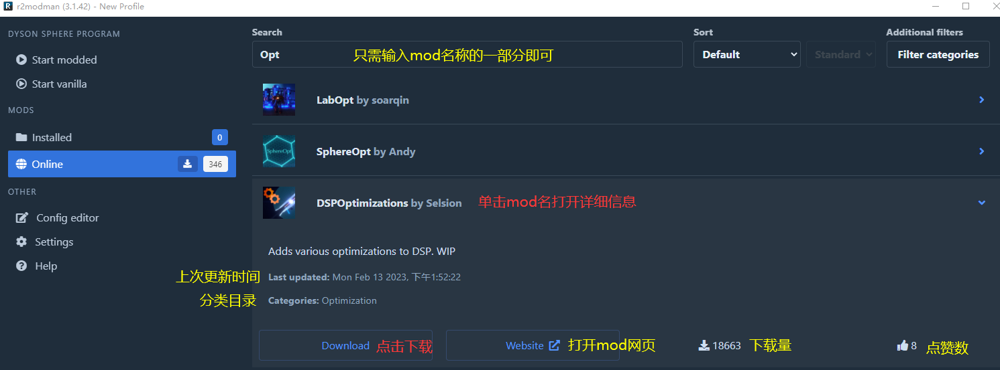 r2modman (3.1.42) - New Profile
DYSON SPHERE PROGRAM
Start modded
Start vanilla
MODS
Installed 0
Online 346
OTHER
Config editor
Settings
Help
Search
Opt 只需输入mod名称的一部分即可
Sort
Default
Standard
Additional filters
Filter categories
LabOpt by soarqin
SphereOpt
SphereOpt by Andy
DSPOptimizations by Selsion 单击mod名打开详细信息
Adds various optimizations to DSP. WIP
上次更新时间 Last updated: Mon Feb 13 2023, 下午1:52:22
分类目录 Categories: Optimization
Download 点击下载
Website 打开mod网页
18663 下载量
8 点赞数